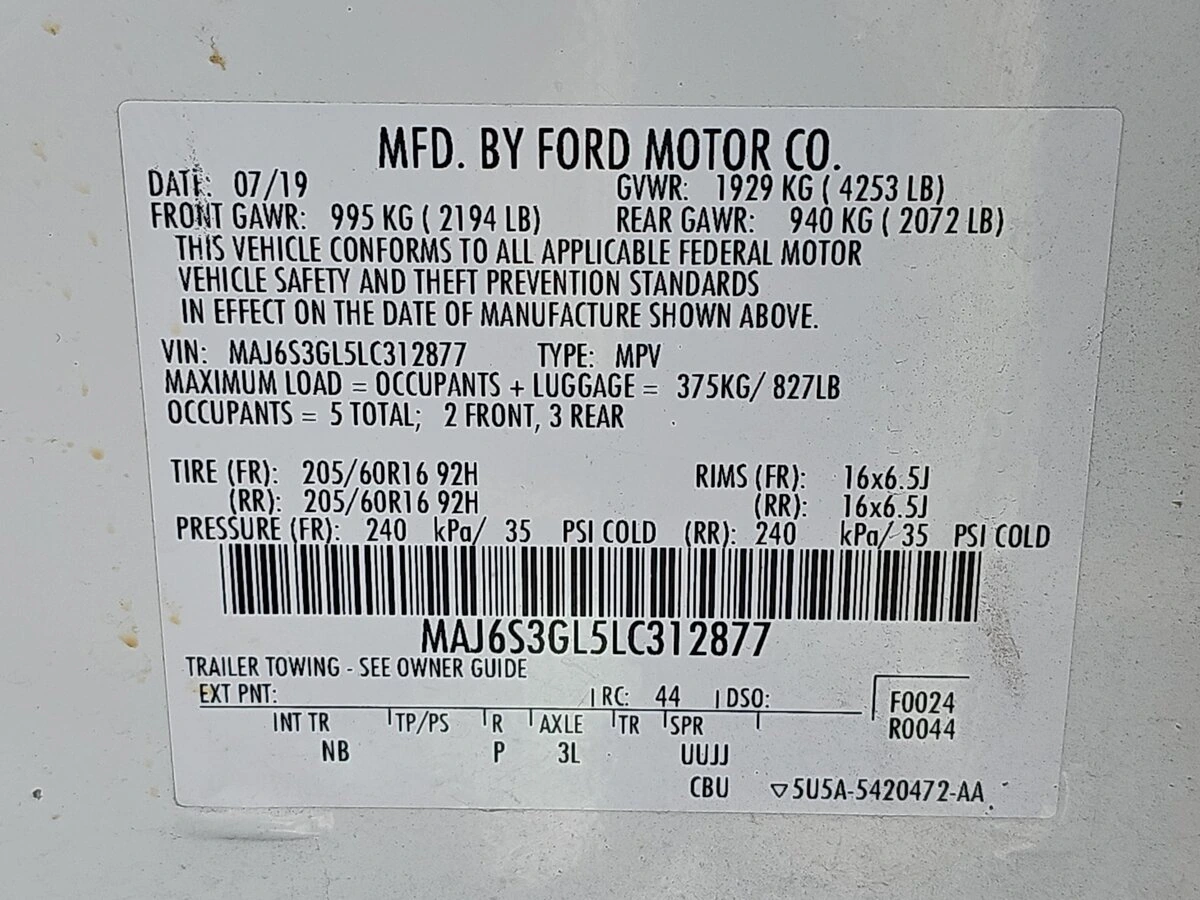 MFD. BY FORD MOTOR CO.
DATE: 07/19 GVWR: 1929 KG ( 4253 LB)
FRONT GAWR: 995 KG ( 2194 LB) REAR GAWR: 940 KG ( 2072 LB)
THIS VEHICLE CONFORMS TO ALL APPLICABLE FEDERAL MOTOR
VEHICLE SAFETY AND THEFT PREVENTION STANDARDS
IN EFFECT ON THE DATE OF MANUFACTURE SHOWN ABOVE.
VIN: MAJ6S3GL5LC312877 TYPE: MPV
MAXIMUM LOAD = OCCUPANTS + LUGGAGE = 375KG/ 827LB
OCCUPANTS = 5 TOTAL; 2 FRONT, 3 REAR
TIRE (FR): 205/60R16 92H RIMS (FR): 16x6.5J
(RR): 205/60R16 92H (RR): 16x6.5J
PRESSURE (FR): 240 kPa/ 35 PSI COLD (RR): 240 kPa/ 35 PSI COLD
MAJ6S3GL5LC312877
TRAILER TOWING - SEE OWNER GUIDE
EXT PNT: RC: 44 DSO: F0024
INT TR TP/PS R AXLE TR SPR R0044
NB P 3L UUJJ
CBU ▽5U5A-5420472-AA